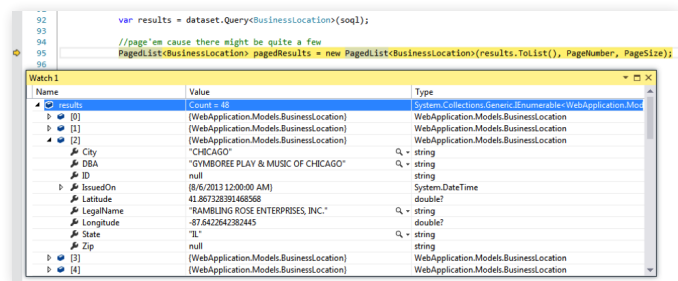 92 var results = dataset.Query<BusinessLocation>(soql);
93
94 //page'em cause there might be quite a few
95 PagedList<BusinessLocation> pagedResults = new PagedList<BusinessLocation>(results.ToList(), PageNumber, PageSize);
96
Watch 1
Name Value Type
results Count = 48 System.Collections.Generic.IEnumerable<WebApplication.Mod
[0] {WebApplication.Models.BusinessLocation} WebApplication.Models.BusinessLocation
[1] {WebApplication.Models.BusinessLocation} WebApplication.Models.BusinessLocation
[2] {WebApplication.Models.BusinessLocation} WebApplication.Models.BusinessLocation
City "CHICAGO" string
DBA "GYMBOREE PLAY & MUSIC OF CHICAGO" string
ID null string
IssuedOn {8/6/2013 12:00:00 AM} System.DateTime
Latitude 41.867328391468568 double?
LegalName "RAMBLING ROSE ENTERPRISES, INC." string
Longitude -87.6422642382445 double?
State "IL" string
Zip null string
[3] {WebApplication.Models.BusinessLocation} WebApplication.Models.BusinessLocation
[4] {WebApplication.Models.BusinessLocation} WebApplication.Models.BusinessLocation